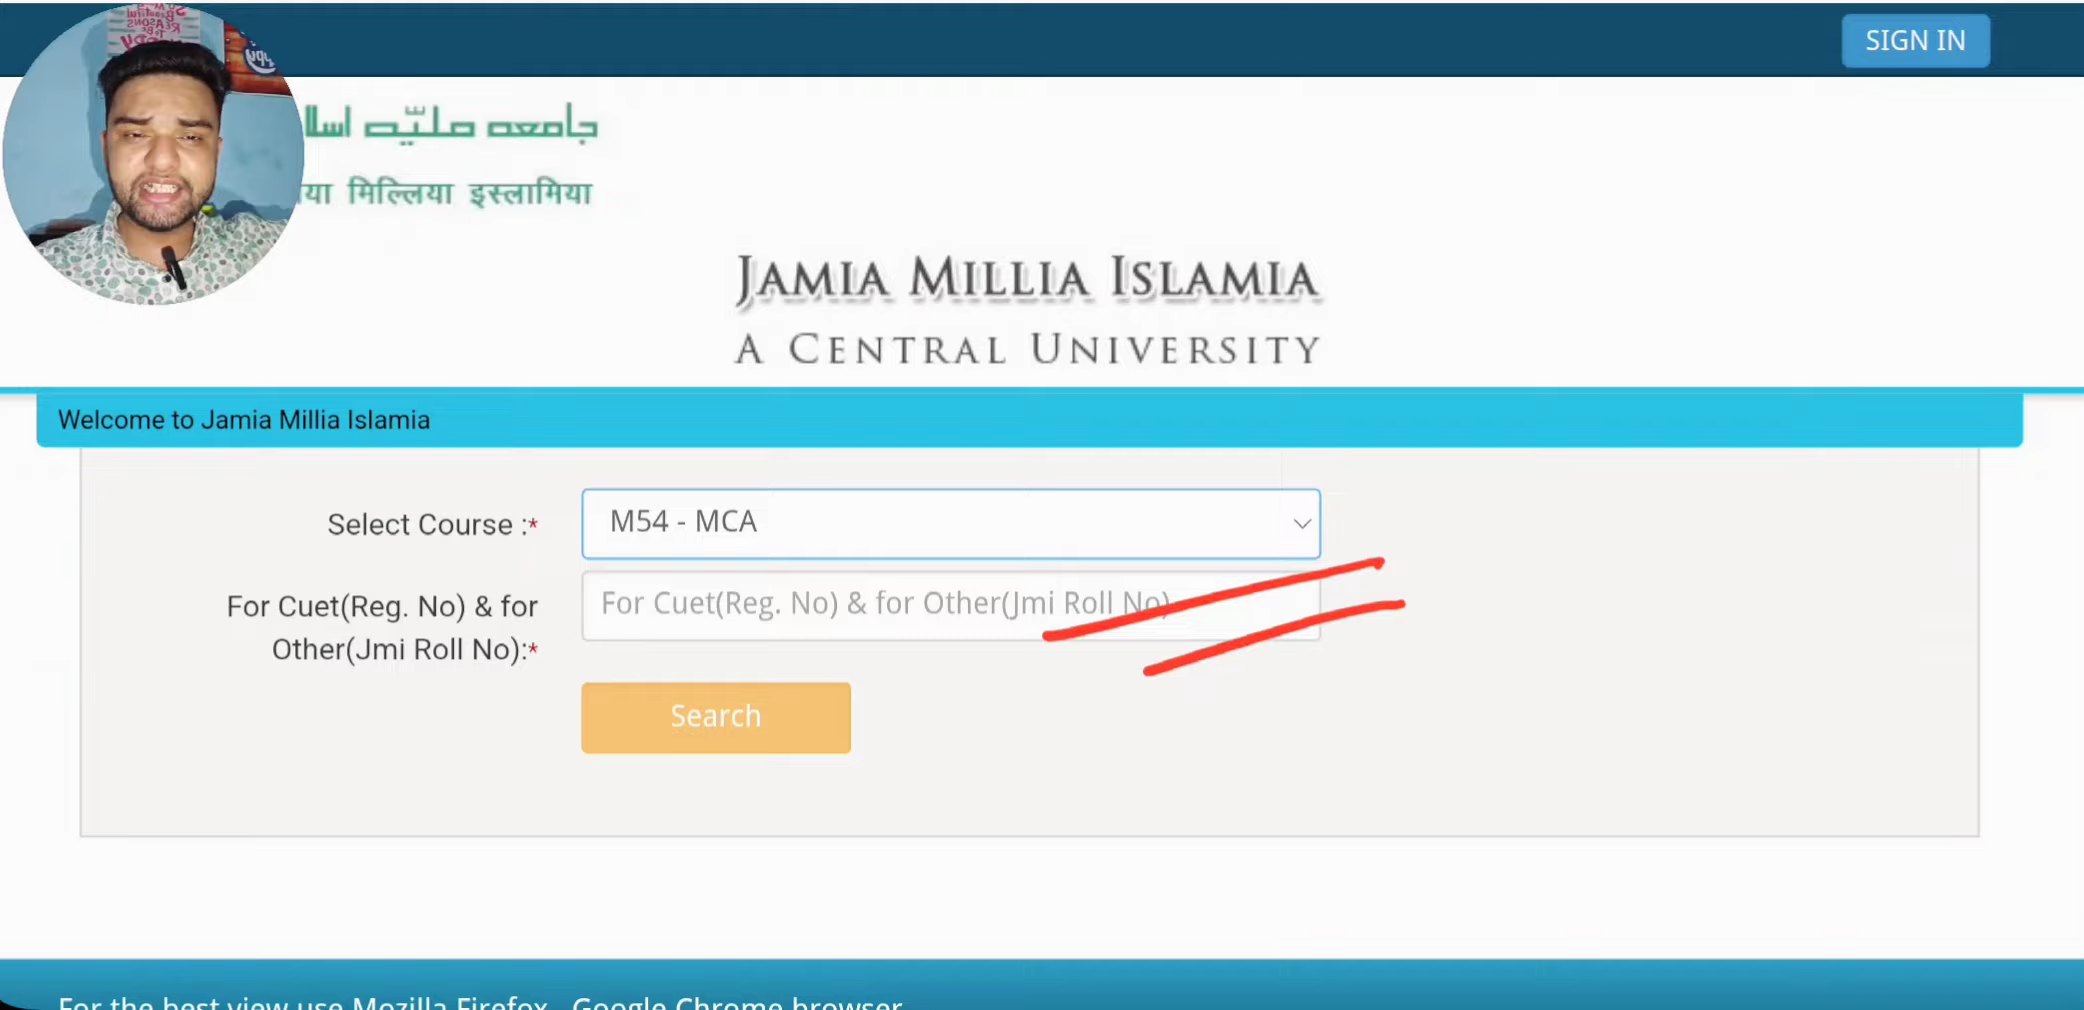 SIGN IN
جامعہ ملیّہ اسلا
या मिल्लिया इस्लामिया
JAMIA MILLIA ISLAMIA
A CENTRAL UNIVERSITY
Welcome to Jamia Millia Islamia
Select Course :*
M54 - MCA
For Cuet(Reg. No) & for
Other(Jmi Roll No):*
For Cuet(Reg. No) & for Other(Jmi Roll No)
Search
For the best view use Mozilla Firefox , Google Chrome browser